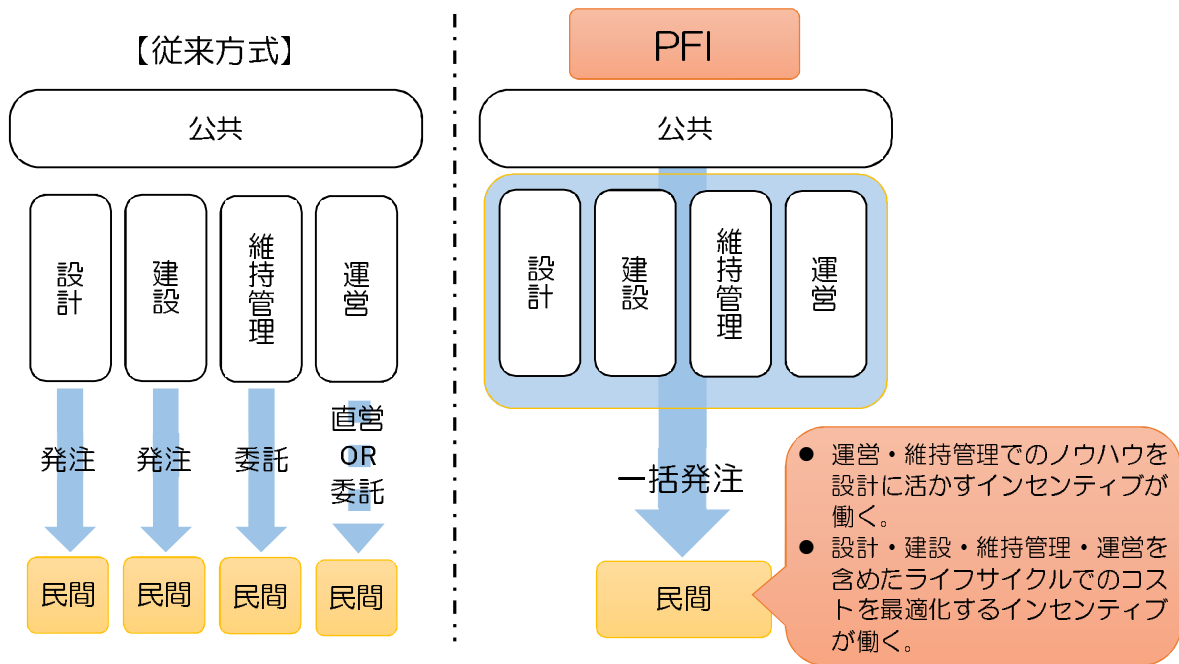 【従来方式】
公共
設計
建設
維持管理
運営
発注
発注
委託
直営
OR
委託
民間
民間
民間
民間
PFI
公共
設計
建設
維持管理
運営
一括発注
民間
● 運営・維持管理でのノウハウを
設計に活かすインセンティブが
働く。
● 設計・建設・維持管理・運営を
含めたライフサイクルでのコス
トを最適化するインセンティブ
が働く。